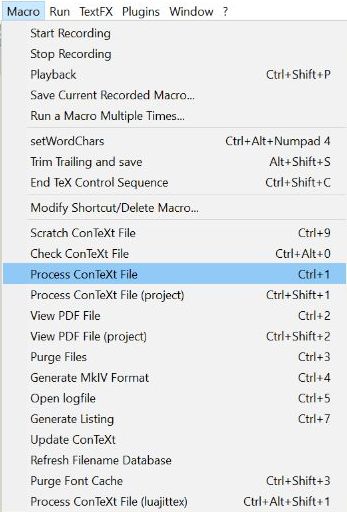 Macro Run TextFX Plugins Window ?
Start Recording
Stop Recording
Playback Ctrl+Shift+P
Save Current Recorded Macro...
Run a Macro Multiple Times...
setWordChars Ctrl+Alt+Numpad 4
Trim Trailing and save Alt+Shift+S
End TeX Control Sequence Ctrl+Shift+C
Modify Shortcut/Delete Macro...
Scratch ConTeXt File Ctrl+9
Check ConTeXt File Ctrl+Alt+0
Process ConTeXt File Ctrl+1
Process ConTeXt File (project) Ctrl+Shift+1
View PDF File Ctrl+2
View PDF File (project) Ctrl+Shift+2
Purge Files Ctrl+3
Generate MkIV Format Ctrl+4
Open logfile Ctrl+5
Generate Listing Ctrl+7
Update ConTeXt
Refresh Filename Database
Purge Font Cache Ctrl+Shift+3
Process ConTeXt File (luajittex) Ctrl+Alt+Shift+1